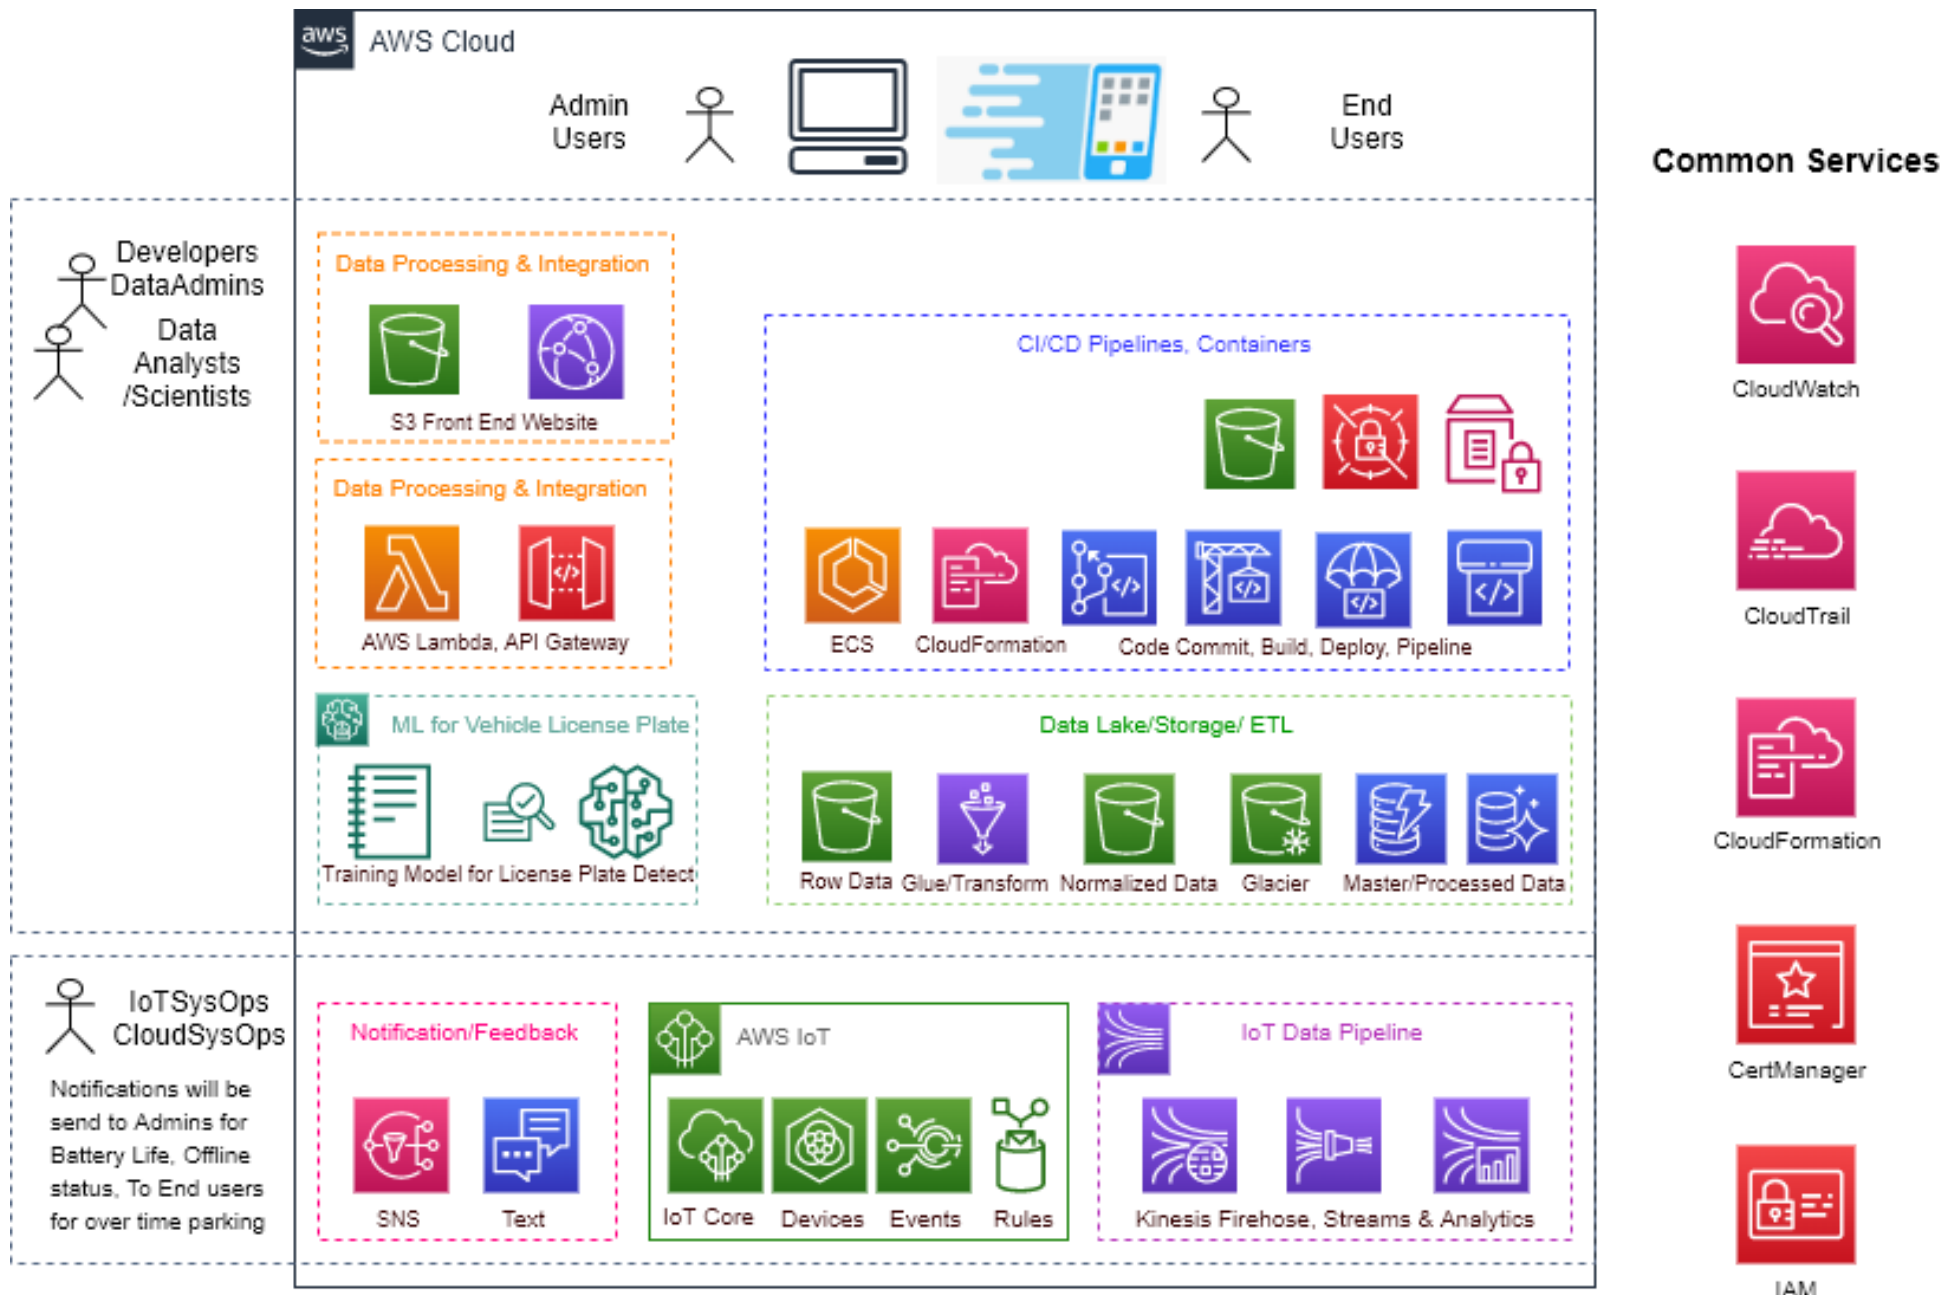 aws
AWS Cloud
Admin
Users
End
Users
Common Services
Developers
DataAdmins
Data
Analysts
/Scientists
Data Processing & Integration
S3 Front End Website
Data Processing & Integration
AWS Lambda, API Gateway
CI/CD Pipelines, Containers
ECS
CloudFormation
Code Commit, Build, Deploy, Pipeline
ML for Vehicle License Plate
Training Model for License Plate Detect
Data Lake/Storage/ ETL
Row Data
Glue/Transform
Normalized Data
Glacier
Master/Processed Data
IoTSysOps
CloudSysOps
Notifications will be
send to Admins for
Battery Life, Offline
status, To End users
for over time parking
Notification/Feedback
SNS
Text
AWS IoT
IoT Core
Devices
Events
Rules
IoT Data Pipeline
Kinesis Firehose, Streams & Analytics
CloudWatch
CloudTrail
CloudFormation
CertManager
IAM